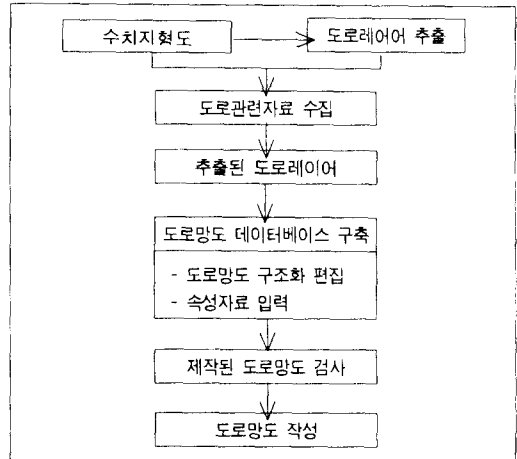 수치지형도
도로레어어 추출
도로관련자료 수집
추출된 도로레이어
도로망도 데이터베이스 구축
- 도로망도 구조화 편집
- 속성자료 입력
제작된 도로망도 검사
도로망도 작성